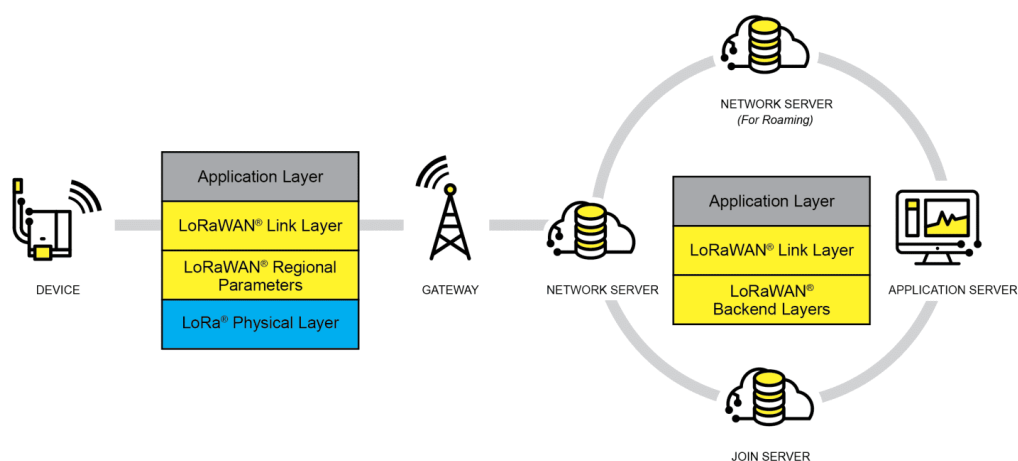 NETWORK SERVER
(For Roaming)
Application Layer
LoRaWAN® Link Layer
LoRaWAN® Regional
Parameters
LoRa® Physical Layer
Application Layer
LoRaWAN® Link Layer
LoRaWAN®
Backend Layers
DEVICE
GATEWAY
NETWORK SERVER
APPLICATION SERVER
JOIN SERVER